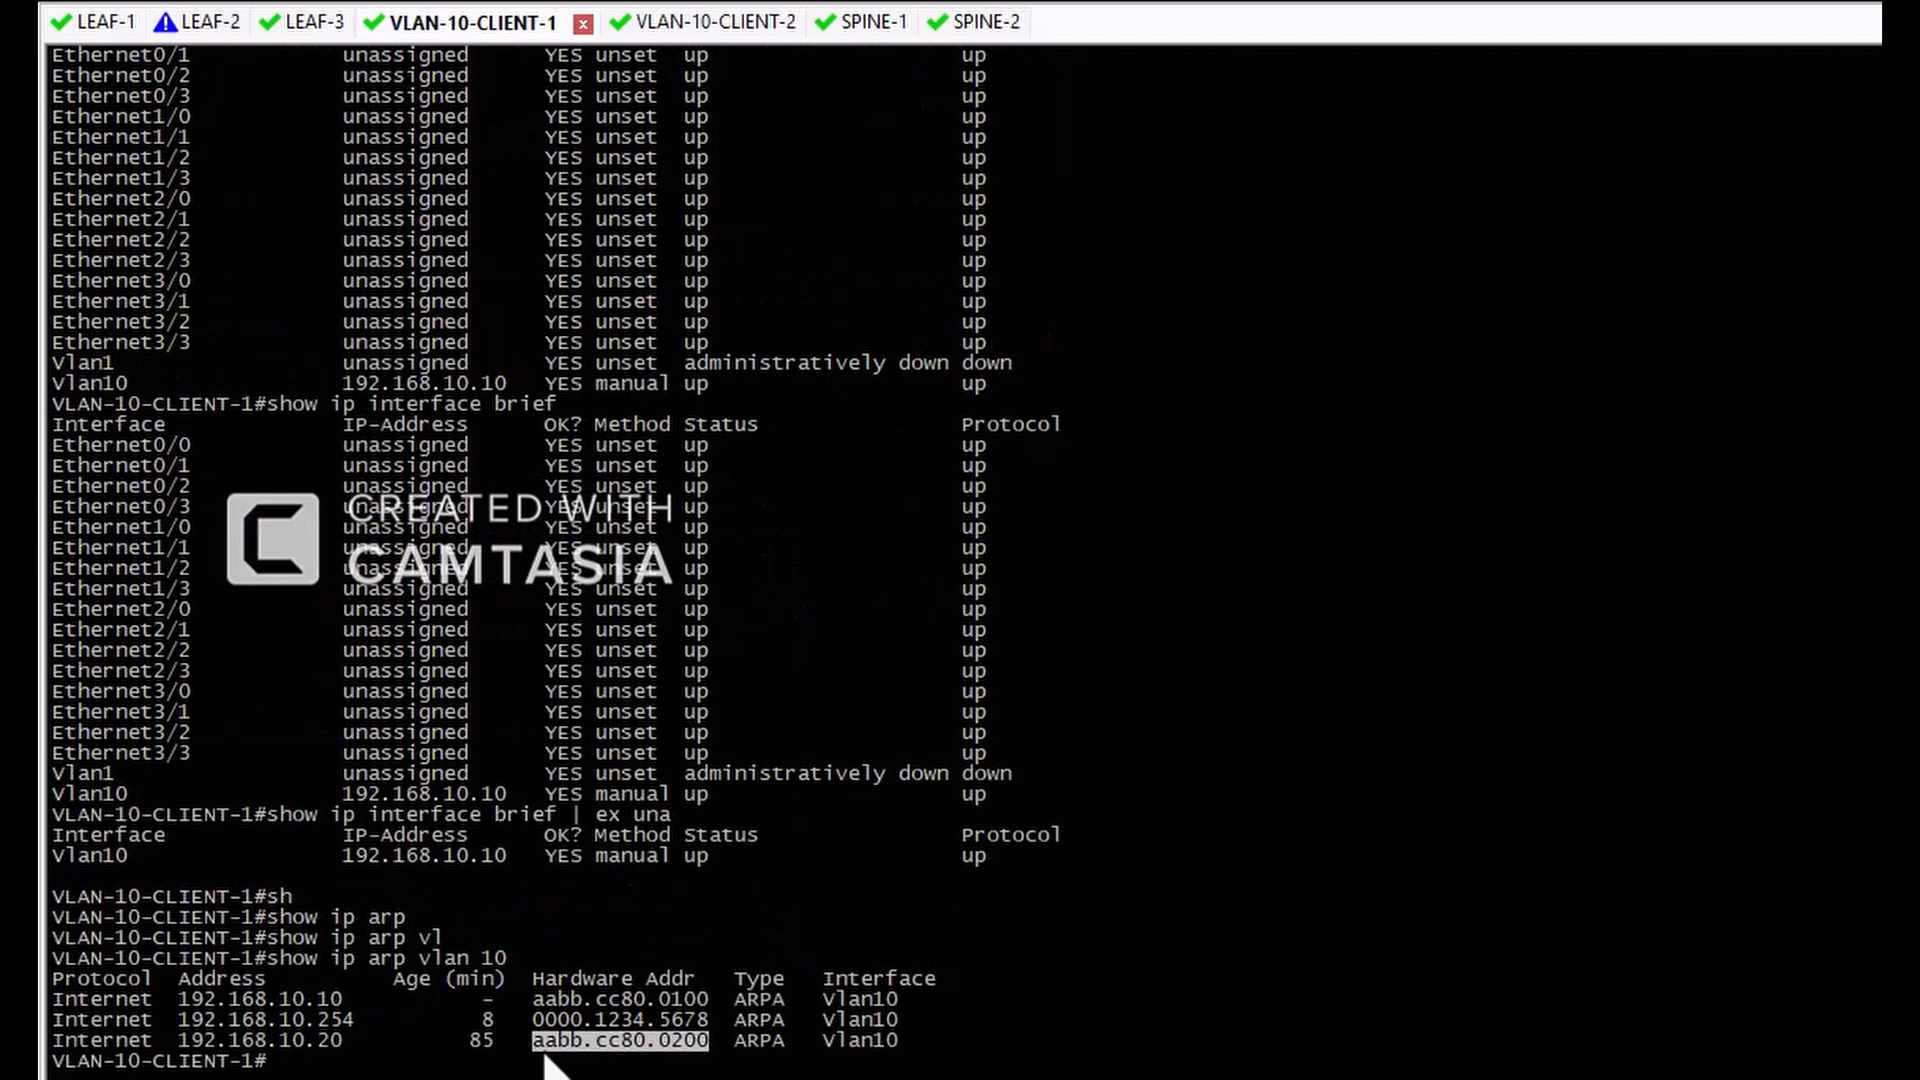 LEAF-1 LEAF-2 LEAF-3 VLAN-10-CLIENT-1 VLAN-10-CLIENT-2 SPINE-1 SPINE-2
Ethernet0/1 unassigned YES unset up up
Ethernet0/2 unassigned YES unset up up
Ethernet0/3 unassigned YES unset up up
Ethernet1/0 unassigned YES unset up up
Ethernet1/1 unassigned YES unset up up
Ethernet1/2 unassigned YES unset up up
Ethernet1/3 unassigned YES unset up up
Ethernet2/0 unassigned YES unset up up
Ethernet2/1 unassigned YES unset up up
Ethernet2/2 unassigned YES unset up up
Ethernet2/3 unassigned YES unset up up
Ethernet3/0 unassigned YES unset up up
Ethernet3/1 unassigned YES unset up up
Ethernet3/2 unassigned YES unset up up
Ethernet3/3 unassigned YES unset up up
Vlan1 unassigned YES unset administratively down down
Vlan10 192.168.10.10 YES manual up up
VLAN-10-CLIENT-1#show ip interface brief
Interface IP-Address OK? Method Status Protocol
Ethernet0/0 unassigned YES unset up up
Ethernet0/1 unassigned YES unset up up
Ethernet0/2 unassigned YES unset up up
Ethernet0/3 unassigned YES unset up up
CREATED WITH
Ethernet1/0 unassigned YES unset up up
Ethernet1/1 unassigned YES unset up up
Ethernet1/2 unassigned YES unset up up
CAMTASIA
Ethernet1/3 unassigned YES unset up up
Ethernet2/0 unassigned YES unset up up
Ethernet2/1 unassigned YES unset up up
Ethernet2/2 unassigned YES unset up up
Ethernet2/3 unassigned YES unset up up
Ethernet3/0 unassigned YES unset up up
Ethernet3/1 unassigned YES unset up up
Ethernet3/2 unassigned YES unset up up
Ethernet3/3 unassigned YES unset up up
Vlan1 unassigned YES unset administratively down down
Vlan10 192.168.10.10 YES manual up up
VLAN-10-CLIENT-1#show ip interface brief | ex una
Interface IP-Address OK? Method Status Protocol
Vlan10 192.168.10.10 YES manual up up
VLAN-10-CLIENT-1#sh
VLAN-10-CLIENT-1#show ip arp
VLAN-10-CLIENT-1#show ip arp vl
VLAN-10-CLIENT-1#show ip arp vlan 10
Protocol Address Age (min) Hardware Addr Type Interface
Internet 192.168.10.10 - aabb.cc80.0100 ARPA Vlan10
Internet 192.168.10.254 8 0000.1234.5678 ARPA Vlan10
Internet 192.168.10.20 85 aabb.cc80.0200 ARPA Vlan10
VLAN-10-CLIENT-1#